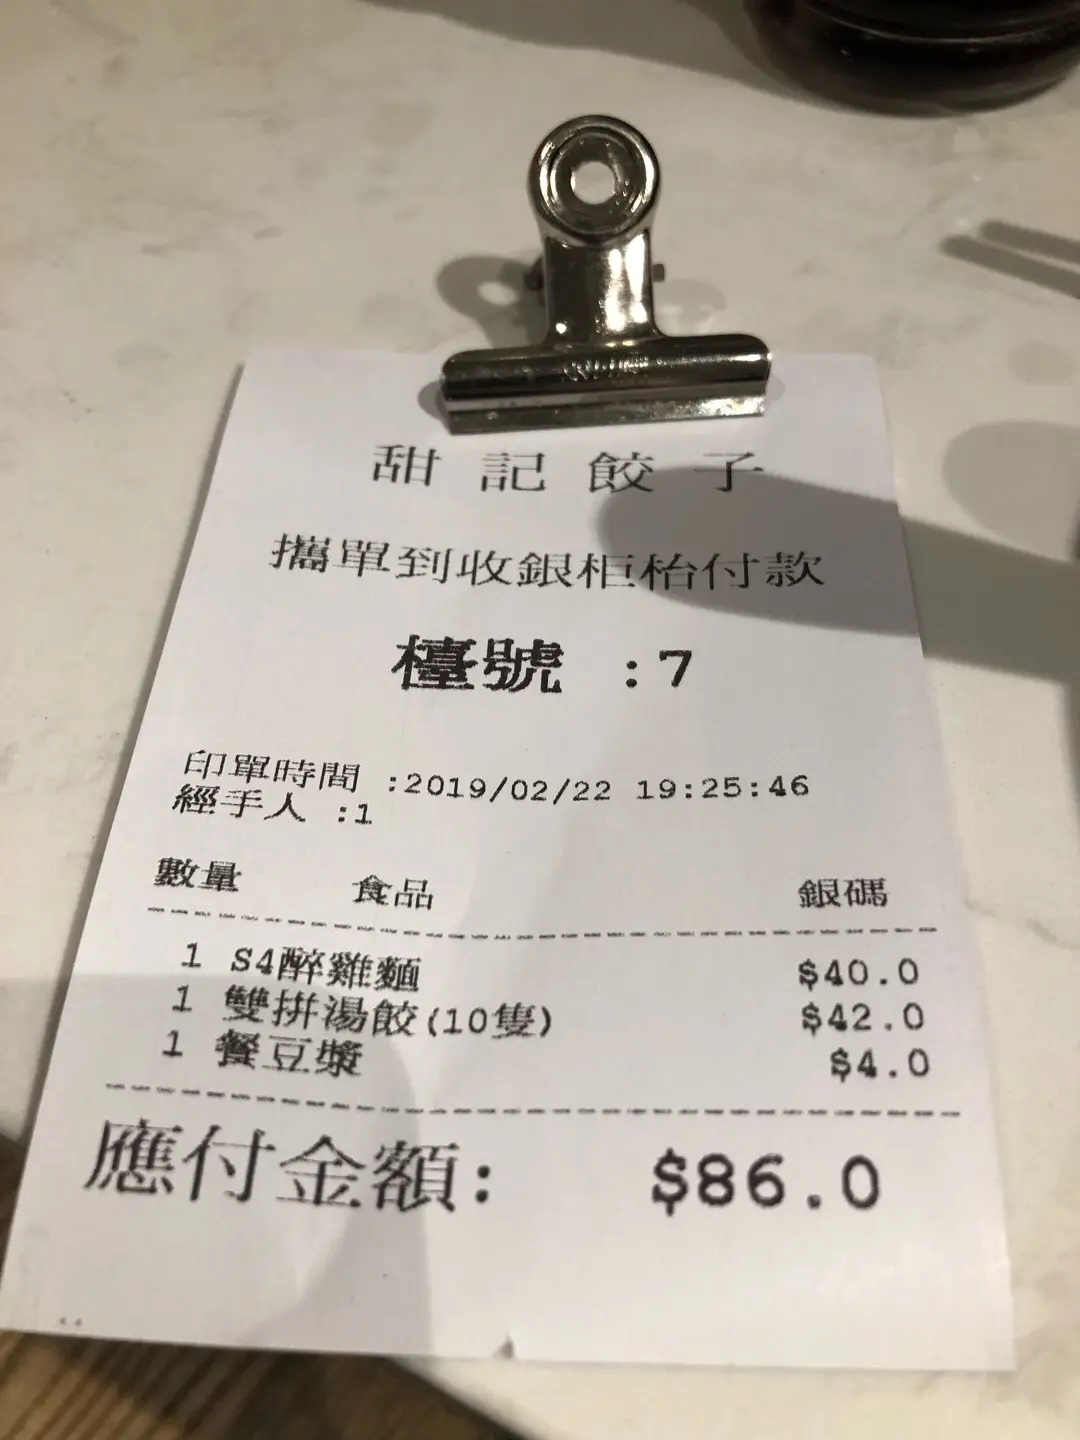 甜記餃子
攜單到收銀柜枱付款
檯號 :7
印單時間 :2019/02/22 19:25:46
經手人 :1
數量 食品 銀碼
1 S4醉雞麵 $40.0
1 雙拼湯餃(10隻) $42.0
1 餐豆漿 $4.0
應付金額: $86.0